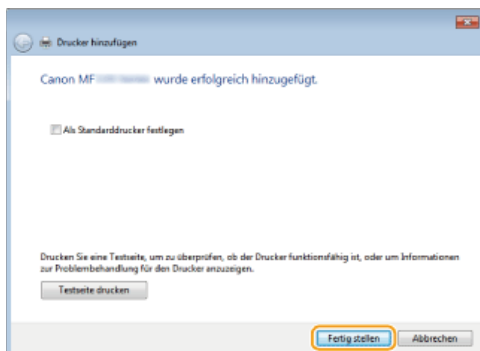 Drucker hinzufügen
Canon MF wurde erfolgreich hinzugefügt.
Als Standarddrucker festlegen
Drucken Sie eine Testseite, um zu überprüfen, ob der Drucker funktionsfähig ist, oder um Informationen
zur Problembehandlung für den Drucker anzuzeigen.
Testseite drucken
Fertig stellen Abbrechen